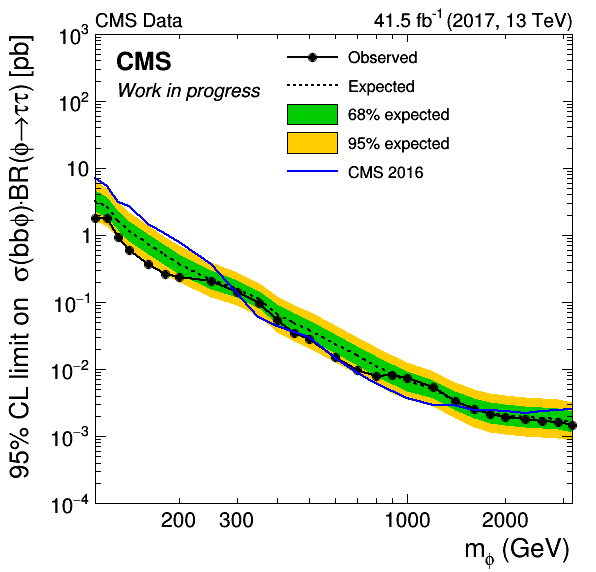 CMS Data 41.5 fb⁻¹ (2017, 13 TeV)
CMS
Work in progress
Observed
Expected
68% expected
95% expected
CMS 2016
95% CL limit on σ(bbϕ)·BR(ϕ→ττ) [pb]
10³
10²
10
1
10⁻¹
10⁻²
10⁻³
10⁻⁴
200 300 1000 2000
m_ϕ (GeV)